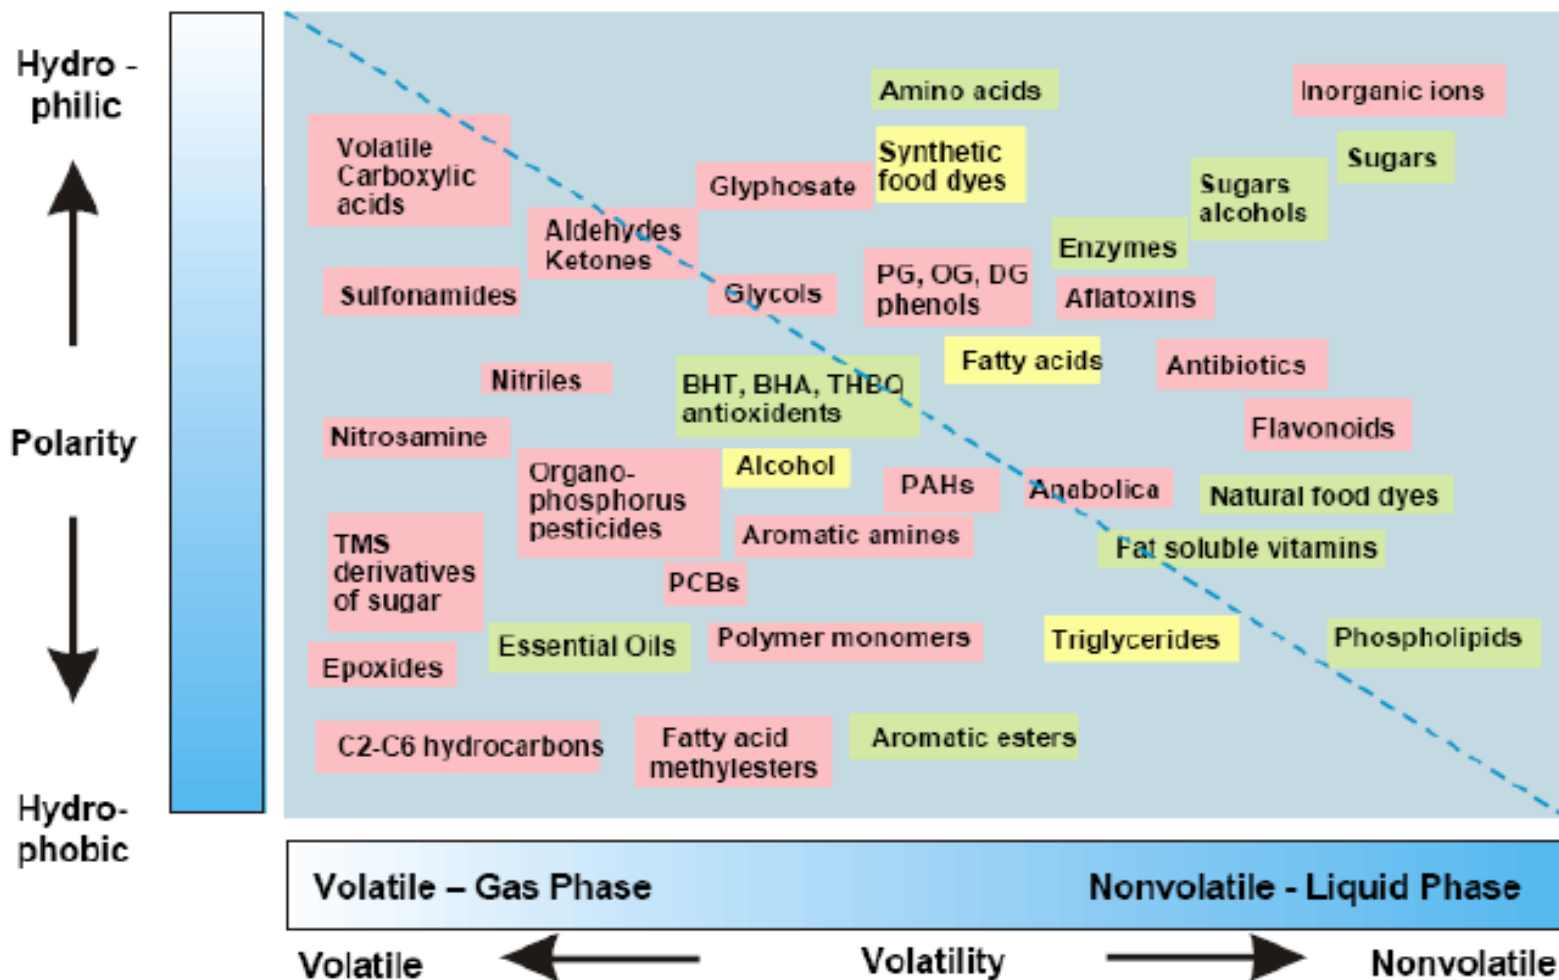 Hydro -
philic
Polarity
Hydro-
phobic
Amino acids
Inorganic ions
Volatile
Carboxylic
acids
Synthetic
food dyes
Sugars
Glyphosate
Sugars
alcohols
Aldehydes
Ketones
Enzymes
Sulfonamides
Glycols
PG, OG, DG
phenols
Aflatoxins
Fatty acids
Antibiotics
Nitriles
BHT, BHA, THBQ
antioxidents
Flavonoids
Nitrosamine
Organo-
phosphorus
pesticides
Alcohol
PAHs
Anabolica
Natural food dyes
TMS
derivatives
of sugar
Aromatic amines
Fat soluble vitamins
PCBs
Essential Oils
Polymer monomers
Triglycerides
Phospholipids
Epoxides
C2-C6 hydrocarbons
Fatty acid
methylesters
Aromatic esters
Volatile – Gas Phase
Nonvolatile - Liquid Phase
Volatile
Volatility
Nonvolatile